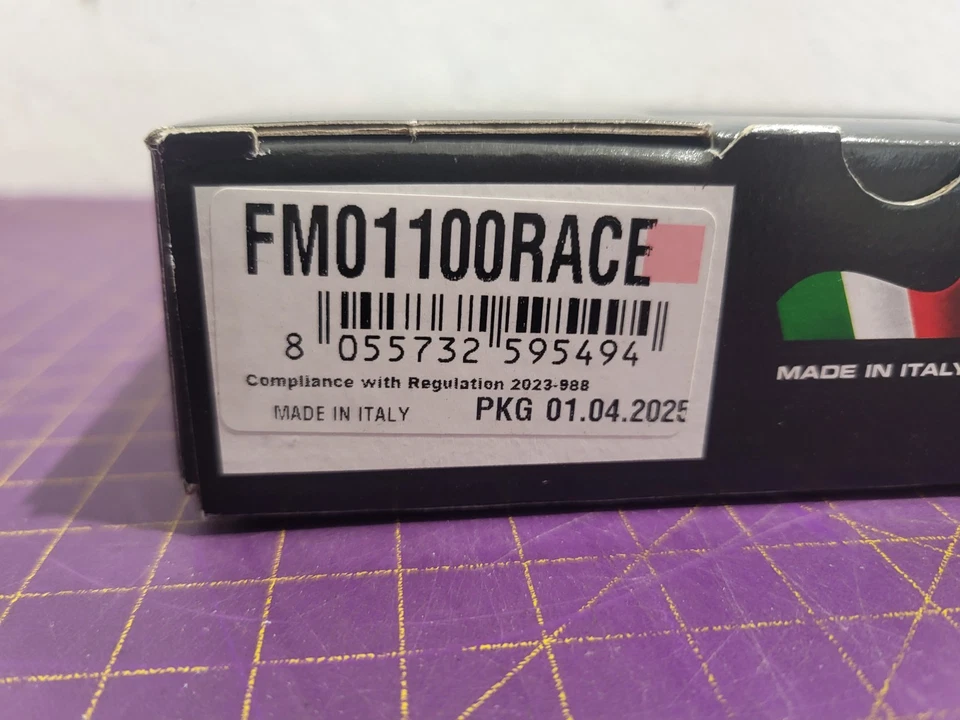 FM01100RACE
8 055732 595494
Compliance with Regulation 2023-988
MADE IN ITALY PKG 01.04.2025
MADE IN ITALY